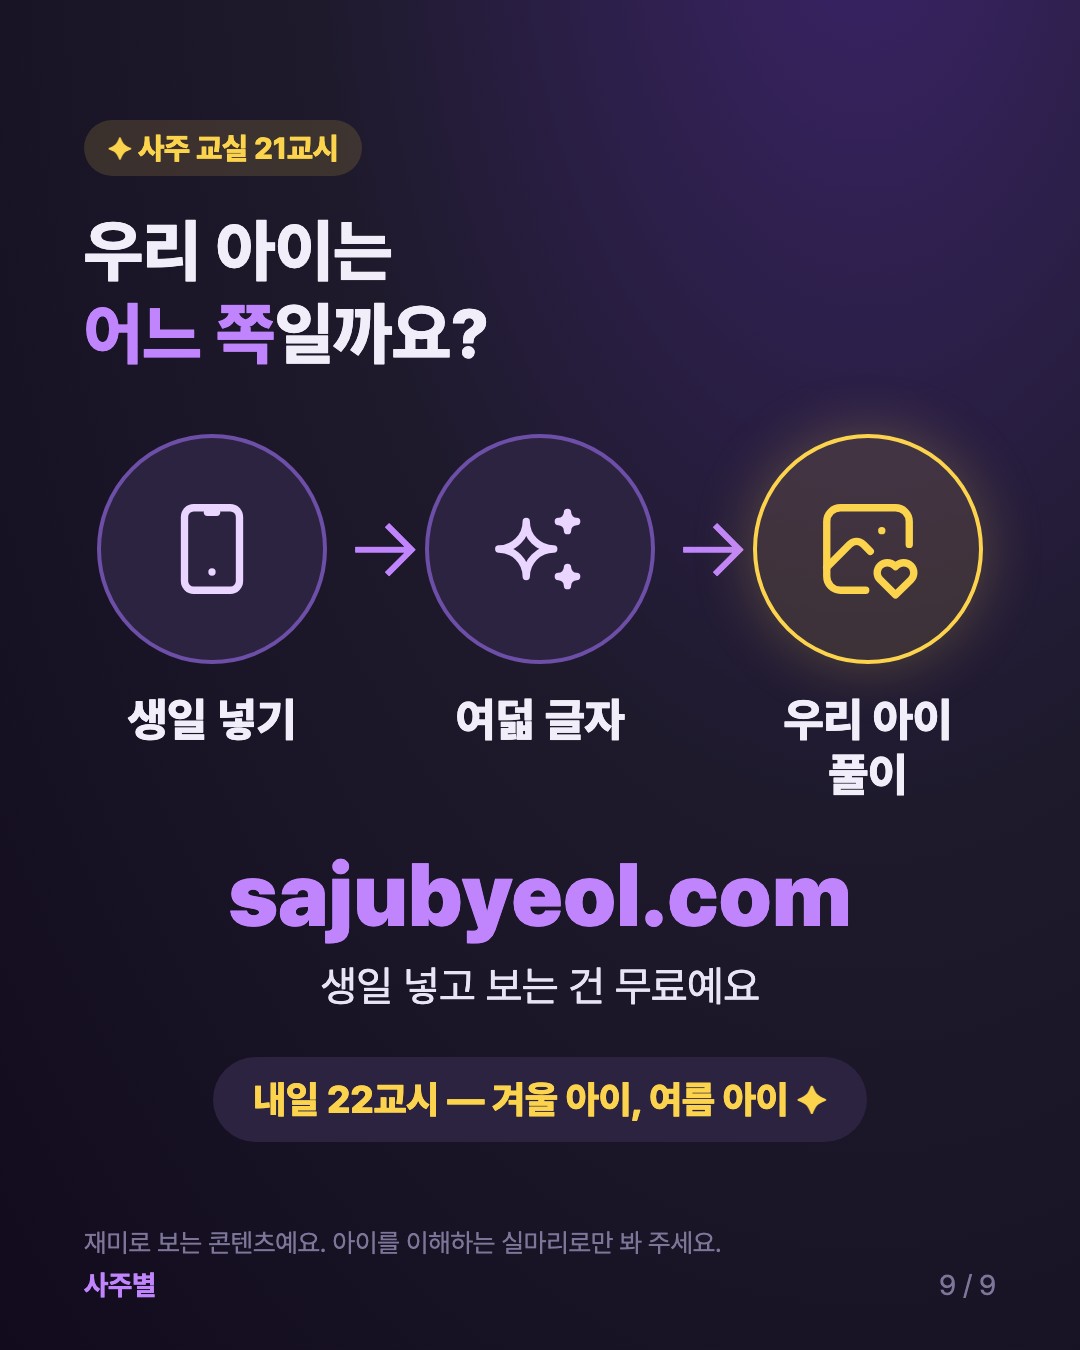 ✦ 사주 교실 21교시
우리 아이는
어느 쪽일까요?
생일 넣기
여덟 글자
우리 아이
풀이
sajubyeol.com
생일 넣고 보는 건 무료예요
내일 22교시 — 겨울 아이, 여름 아이 ✦
재미로 보는 콘텐츠예요. 아이를 이해하는 실마리로만 봐 주세요.
사주별
9 / 9